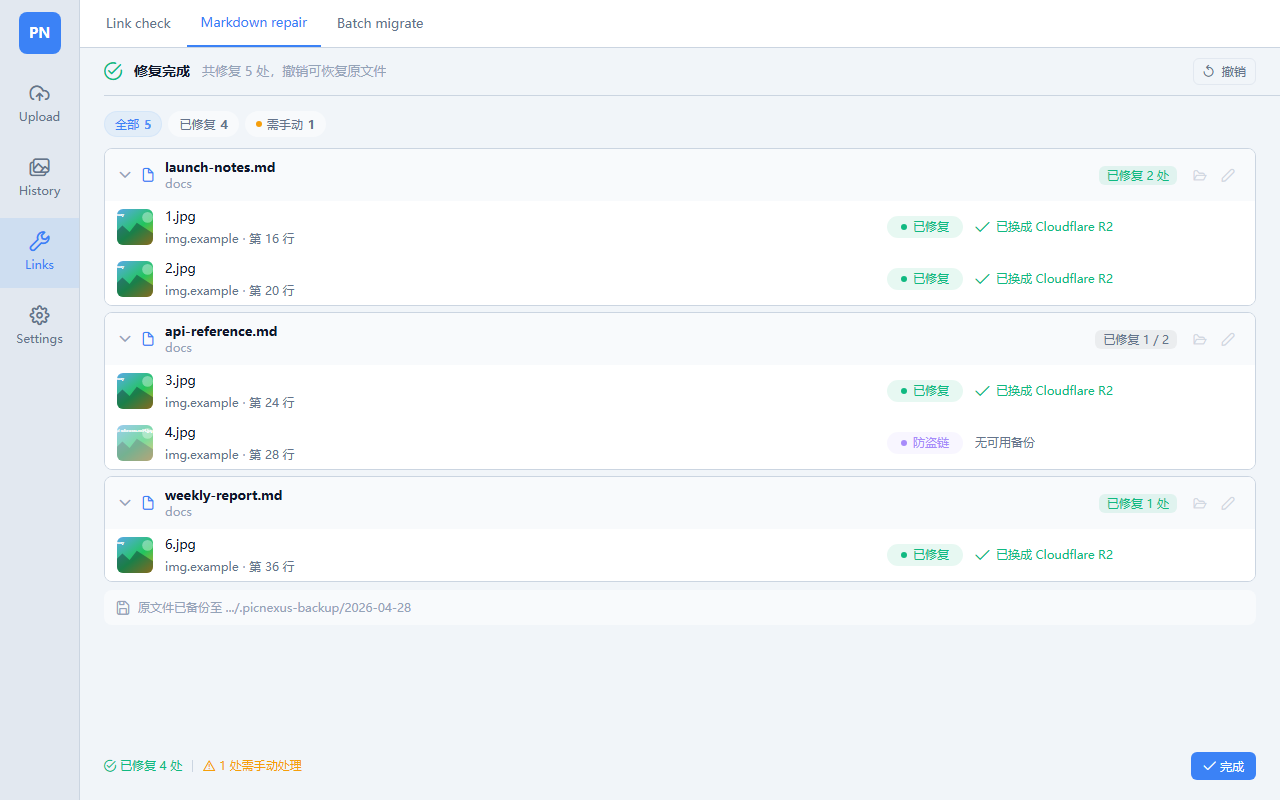 PN
Upload
History
Links
Settings
Link check
Markdown repair
Batch migrate
修复完成 共修复 5 处，撤销可恢复原文件
撤销
全部 5
已修复 4
需手动 1
launch-notes.md
docs
已修复 2 处
1.jpg
img.example · 第 16 行
已修复
已换成 Cloudflare R2
2.jpg
img.example · 第 20 行
已修复
已换成 Cloudflare R2
api-reference.md
docs
已修复 1 / 2
3.jpg
img.example · 第 24 行
已修复
已换成 Cloudflare R2
4.jpg
img.example · 第 28 行
防盗链
无可用备份
weekly-report.md
docs
已修复 1 处
6.jpg
img.example · 第 36 行
已修复
已换成 Cloudflare R2
原文件已备份至 .../.picnexus-backup/2026-04-28
已修复 4 处
1 处需手动处理
完成